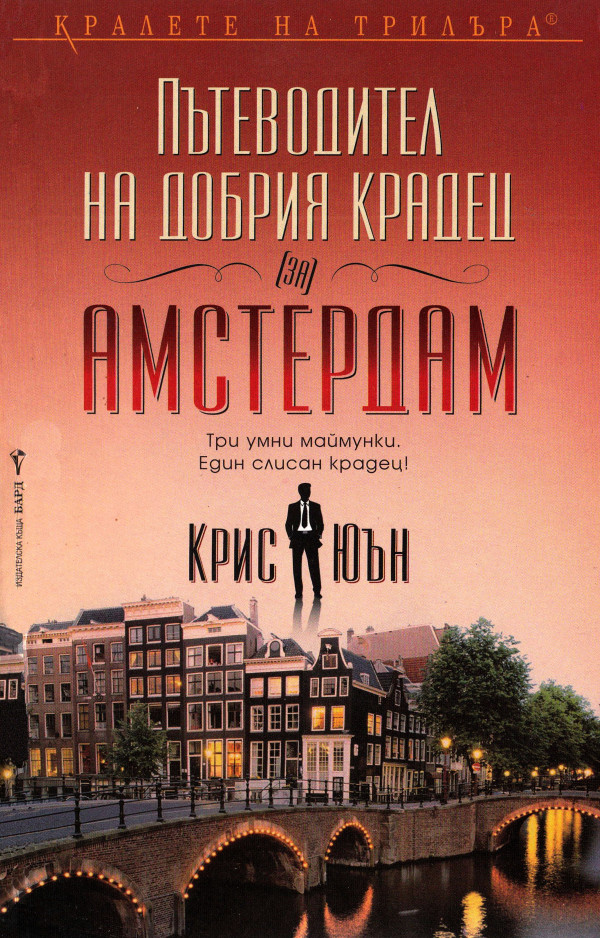 КРАЛЕТЕ НА ТРИЛЪРА®
ПЪТЕВОДИТЕЛ
НА ДОБРИЯ КРАДЕЦ
(ЗА)
АМСТЕРДАМ
Три умни маймунки.
Един слисан крадец!
КРИС ЮЪН
ИЗДАТЕЛСКА КЪЩА БАРД